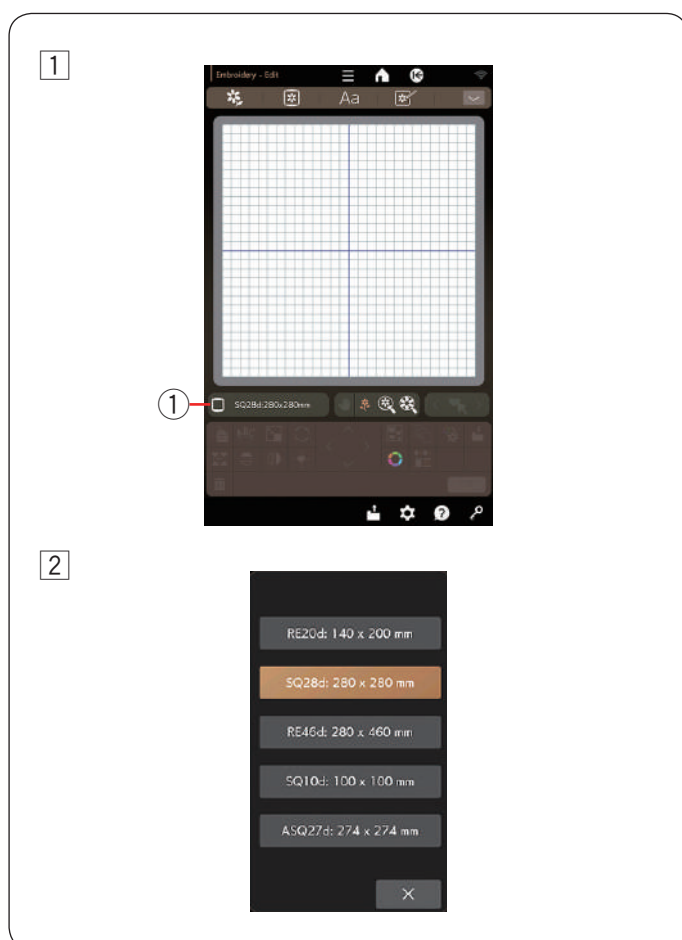 1
Embroidery - Edit
Aa
1
SQ28d:280x280mm
2
RE20d: 140 x 200 mm
SQ28d: 280 x 280 mm
RE46d: 280 x 460 mm
SQ10d: 100 x 100 mm
ASQ27d: 274 x 274 mm